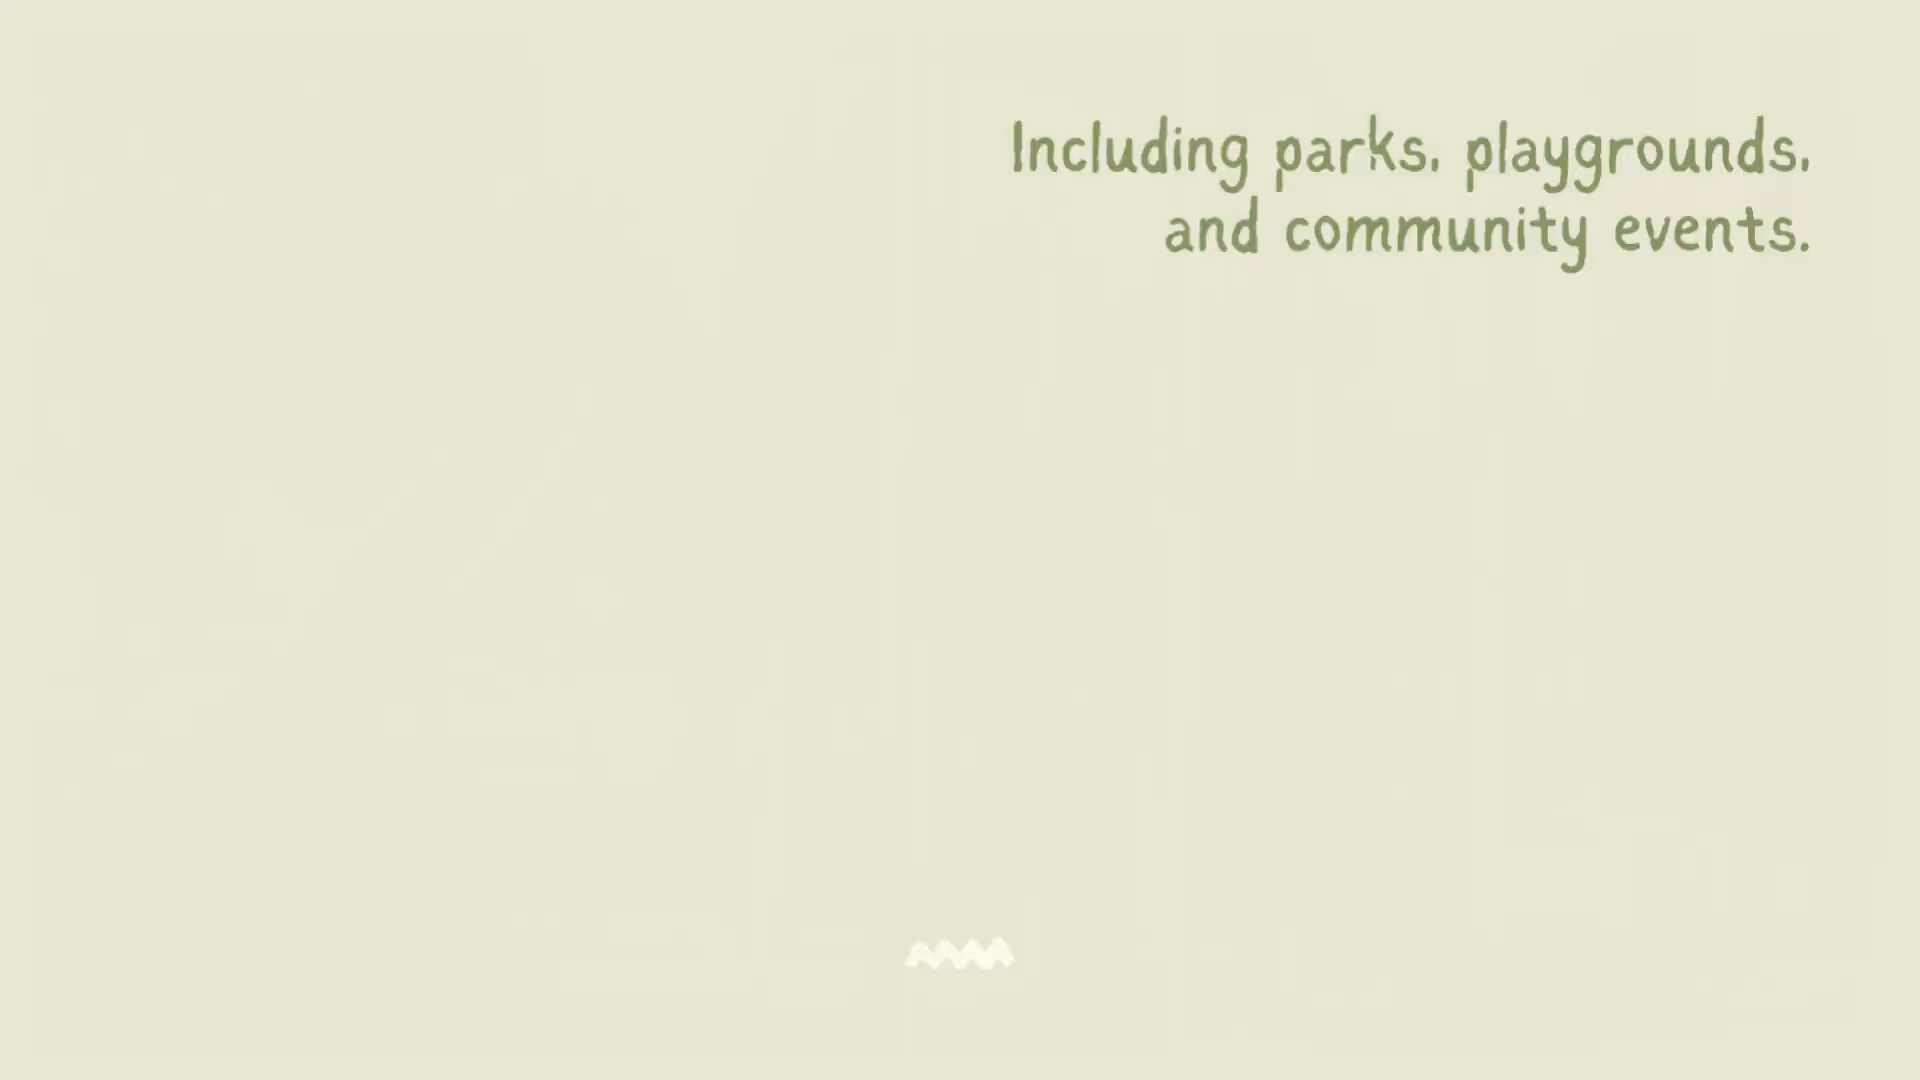 Including parks, playgrounds,
and community events.